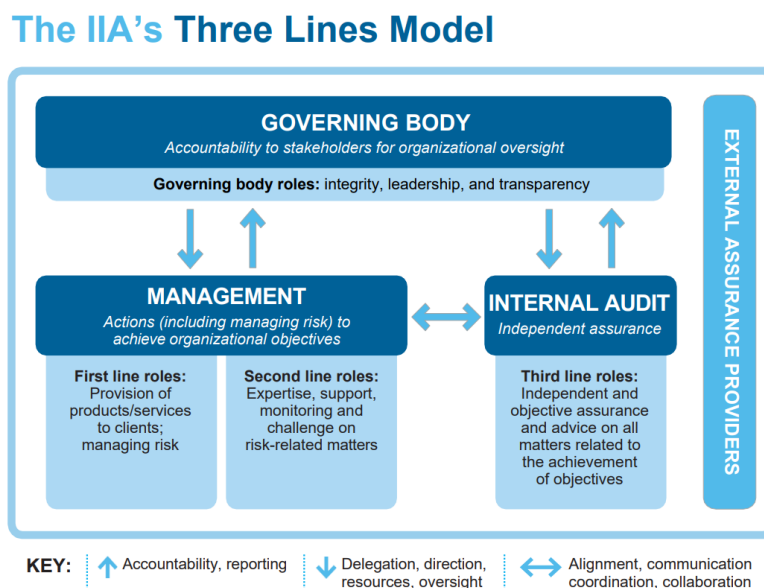 The IIA's Three Lines Model
GOVERNING BODY
Accountability to stakeholders for organizational oversight
Governing body roles: integrity, leadership, and transparency
MANAGEMENT
Actions (including managing risk) to
achieve organizational objectives
First line roles:
Provision of
products/services
to clients;
managing risk
Second line roles:
Expertise, support,
monitoring and
challenge on
risk-related matters
INTERNAL AUDIT
Independent assurance
Third line roles:
Independent and
objective assurance
and advice on all
matters related to
the achievement
of objectives
EXTERNAL ASSURANCE PROVIDERS
KEY:
Accountability, reporting
Delegation, direction,
resources, oversight
Alignment, communication
coordination, collaboration